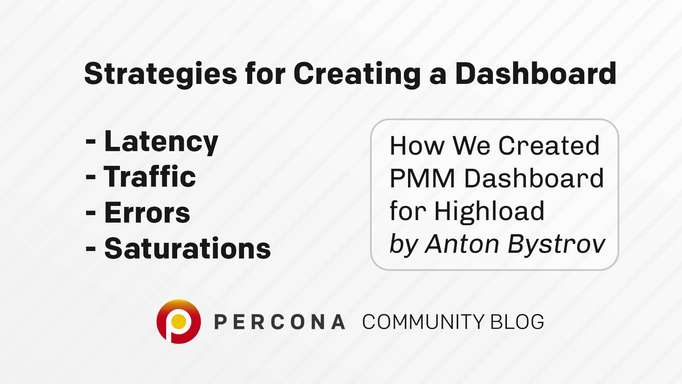 Strategies for Creating a Dashboard
- Latency
- Traffic
- Errors
- Saturations
How We Created
PMM Dashboard
for Highload
by Anton Bystrov
PERCONA COMMUNITY BLOG